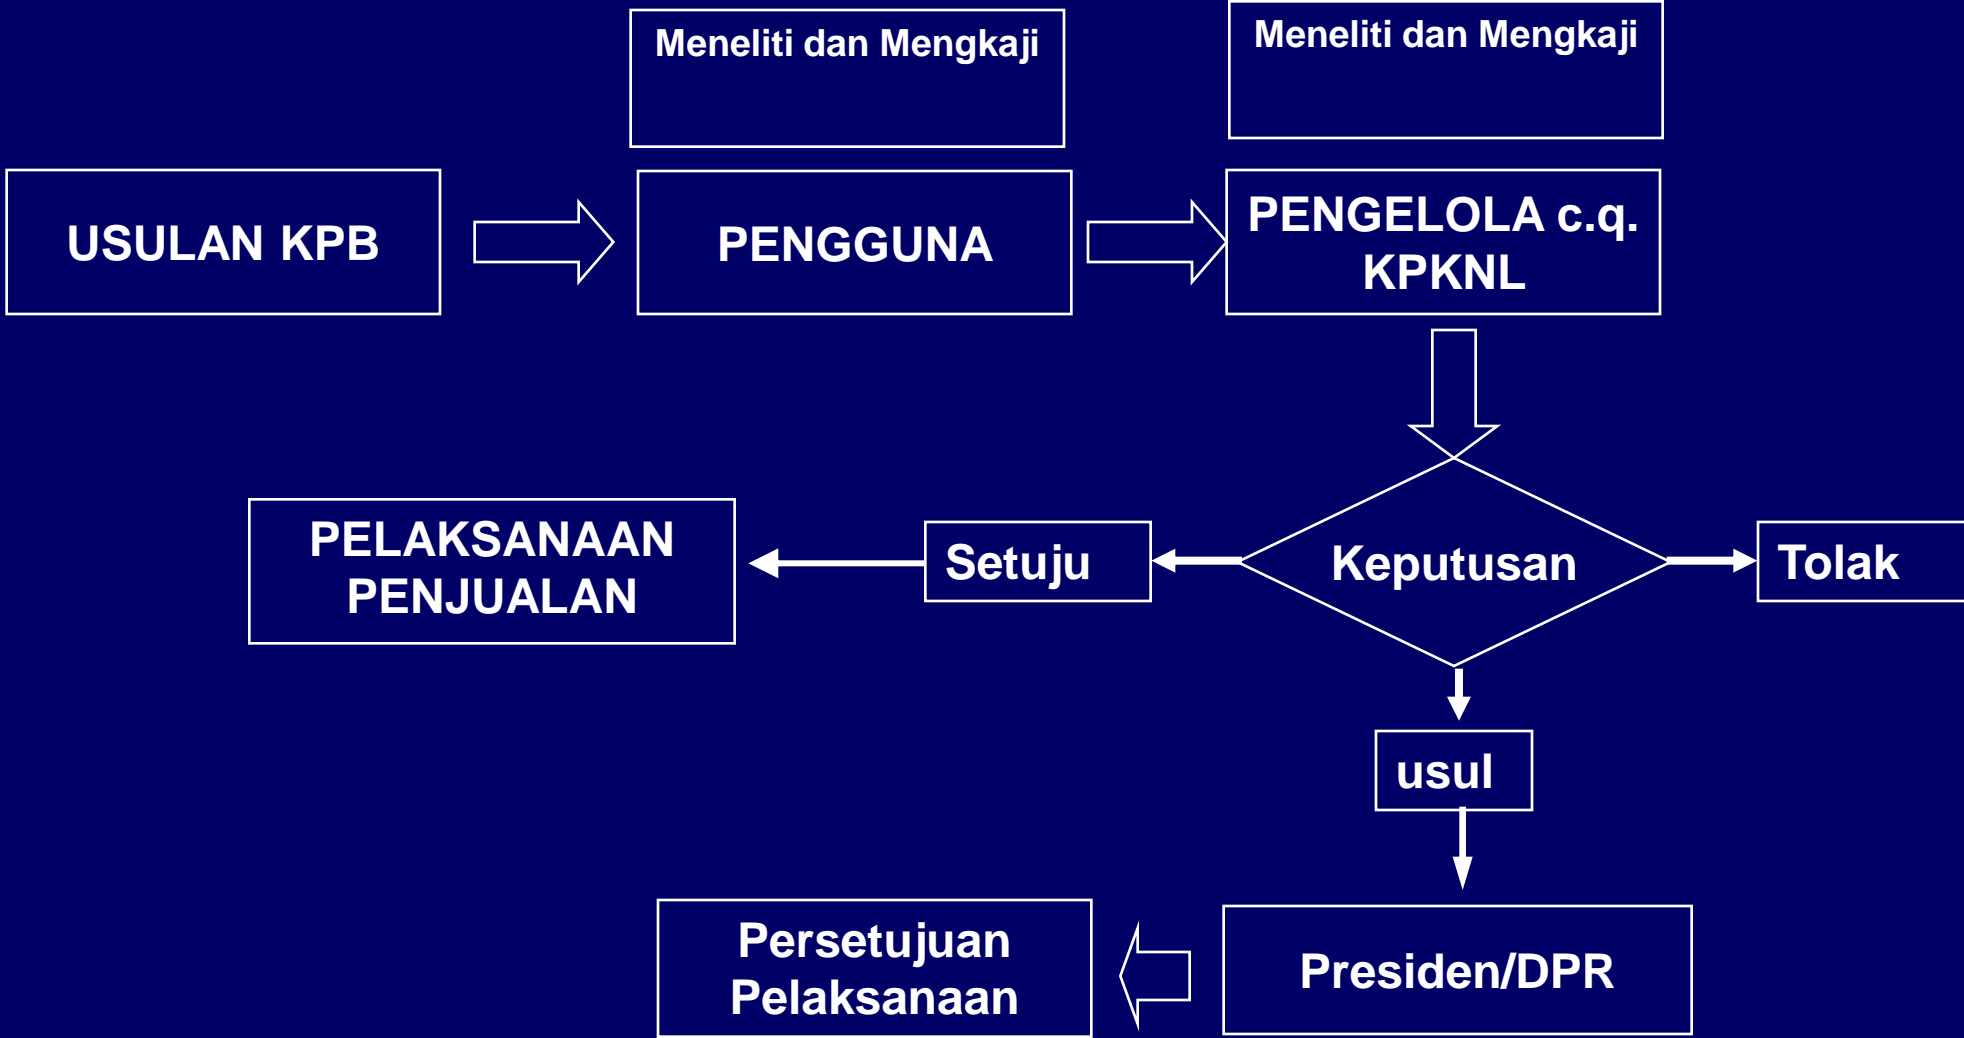 Meneliti dan Mengkaji
Meneliti dan Mengkaji
USULAN KPB
PENGGUNA
PENGELOLA c.q.
KPKNL
PELAKSANAAN
PENJUALAN
Setuju
Keputusan
Tolak
usul
Persetujuan
Pelaksanaan
Presiden/DPR